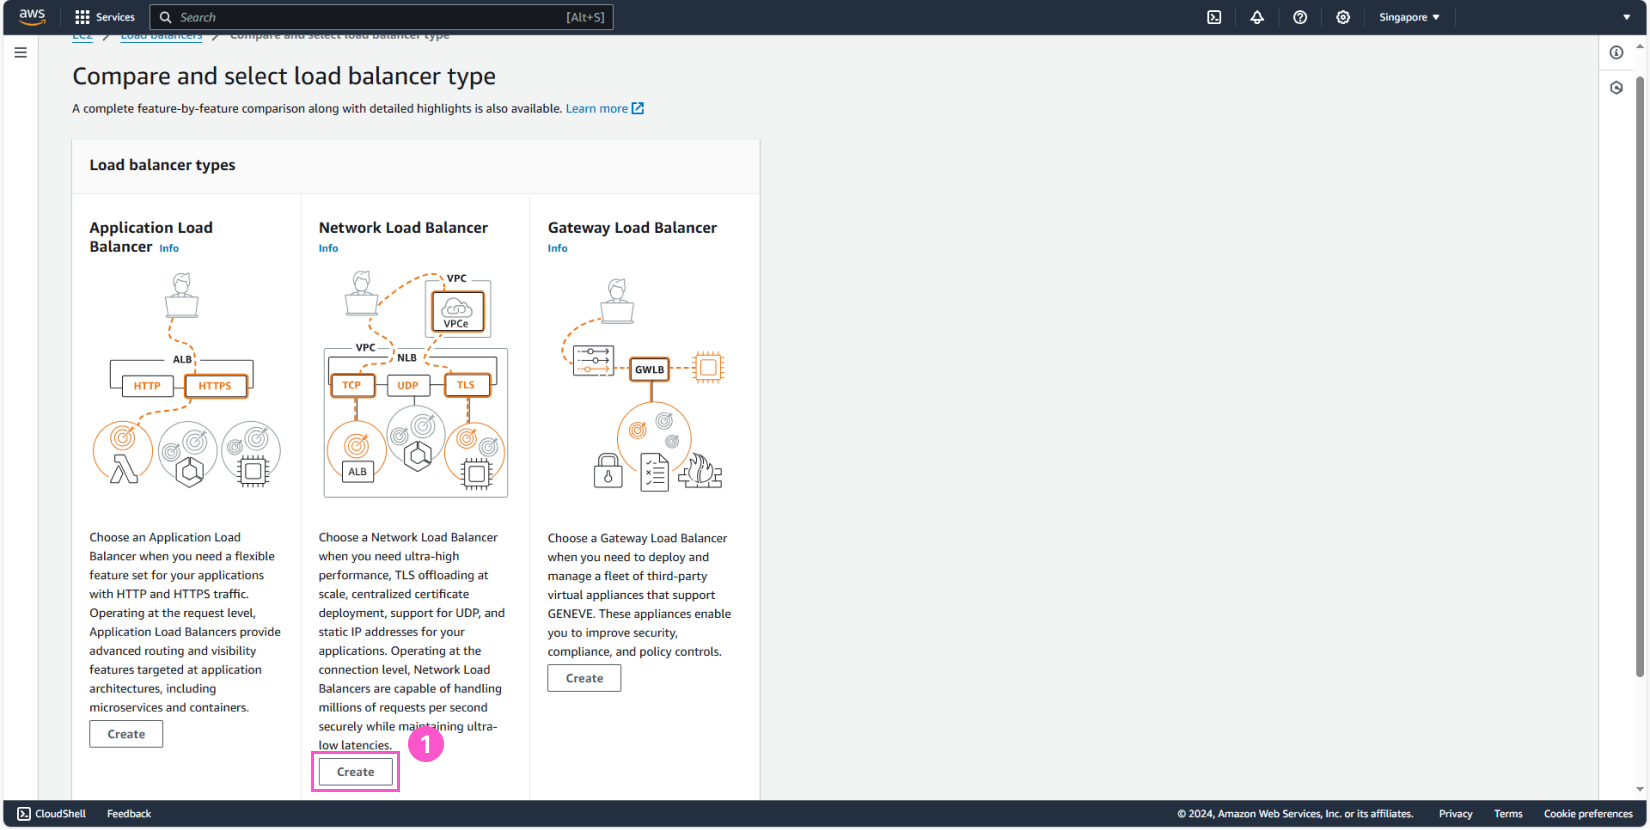 aws Services Search [Alt+S] Singapore
EC2 Load balancers Compare and select load balancer type
Compare and select load balancer type
A complete feature-by-feature comparison along with detailed highlights is also available. Learn more
Load balancer types
Application Load
Balancer Info
ALB
HTTP HTTPS
Choose an Application Load
Balancer when you need a flexible
feature set for your applications
with HTTP and HTTPS traffic.
Operating at the request level,
Application Load Balancers provide
advanced routing and visibility
features targeted at application
architectures, including
microservices and containers.
Create
Network Load Balancer
Info
VPC
VPCe
VPC
NLB
TCP UDP TLS
ALB
Choose a Network Load Balancer
when you need ultra-high
performance, TLS offloading at
scale, centralized certificate
deployment, support for UDP, and
static IP addresses for your
applications. Operating at the
connection level, Network Load
Balancers are capable of handling
millions of requests per second
securely while maintaining ultra-
low latencies.
1
Create
Gateway Load Balancer
Info
GWLB
Choose a Gateway Load Balancer
when you need to deploy and
manage a fleet of third-party
virtual appliances that support
GENEVE. These appliances enable
you to improve security,
compliance, and policy controls.
Create
CloudShell Feedback © 2024, Amazon Web Services, Inc. or its affiliates. Privacy Terms Cookie preferences